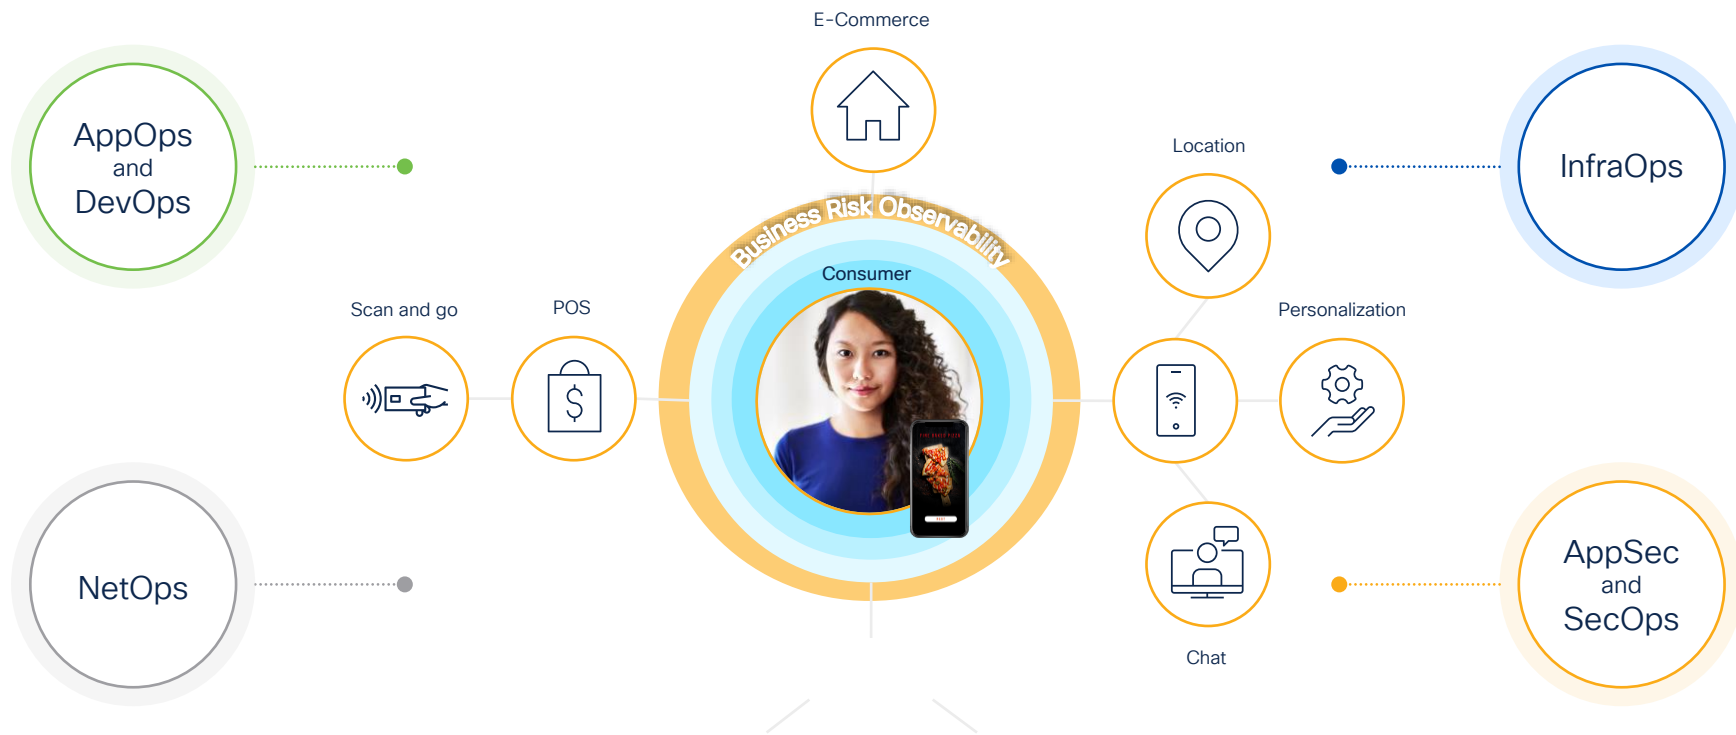 E-Commerce
AppOps
and
DevOps
Location
InfraOps
Business Risk Observability
Consumer
Scan and go
POS
Personalization
NetOps
AppSec
and
SecOps
Chat